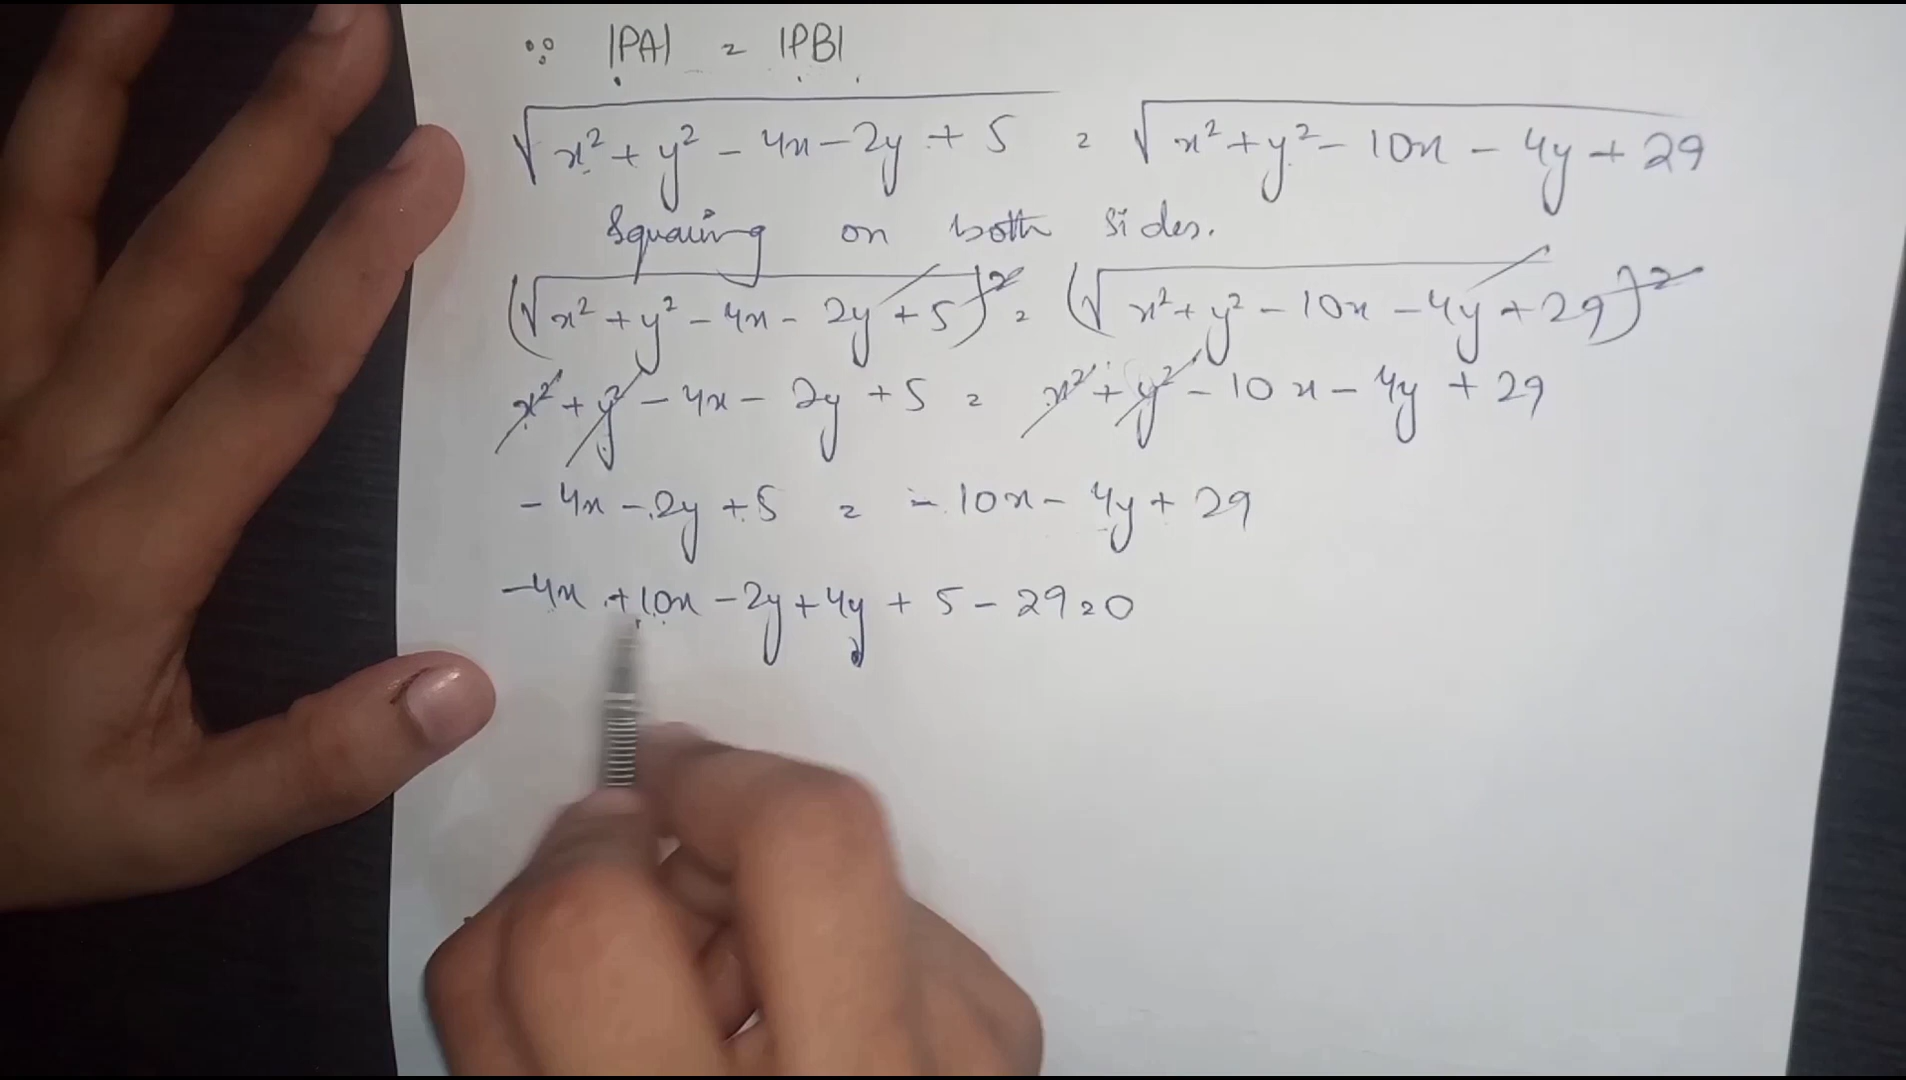 ∵ |PA| = |PB|
√x² + y² - 4x - 2y + 5 = √x² + y² - 10x - 4y + 29
Squaring on both sides.
(√x² + y² - 4x - 2y + 5)² = (√x² + y² - 10x - 4y + 29)²
x² + y² - 4x - 2y + 5 = x² + y² - 10x - 4y + 29
- 4x - 2y + 5 = - 10x - 4y + 29
-4x + 10x - 2y + 4y + 5 - 29 = 0